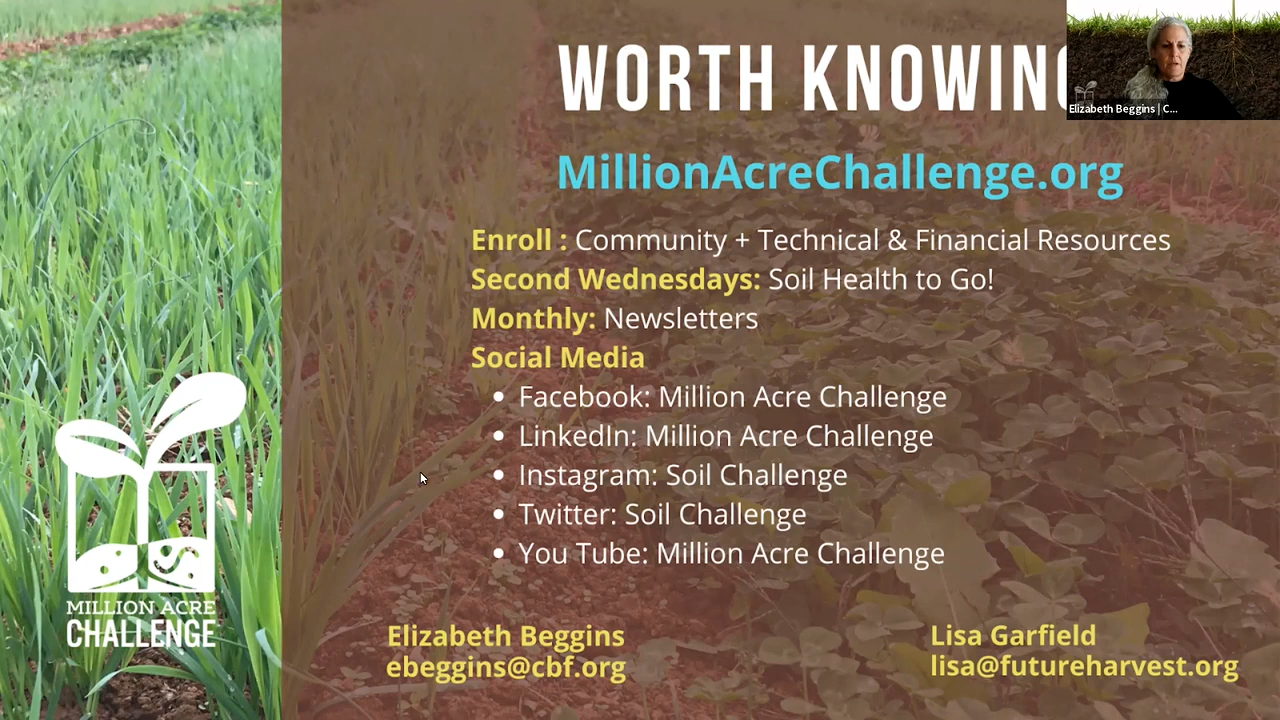 WORTH KNOWING
Elizabeth Beggins | C...
MillionAcreChallenge.org
Enroll : Community + Technical & Financial Resources
Second Wednesdays: Soil Health to Go!
Monthly: Newsletters
Social Media
• Facebook: Million Acre Challenge
• LinkedIn: Million Acre Challenge
• Instagram: Soil Challenge
• Twitter: Soil Challenge
• You Tube: Million Acre Challenge
MILLION ACRE
CHALLENGE
Elizabeth Beggins
ebeggins@cbf.org
Lisa Garfield
lisa@futureharvest.org